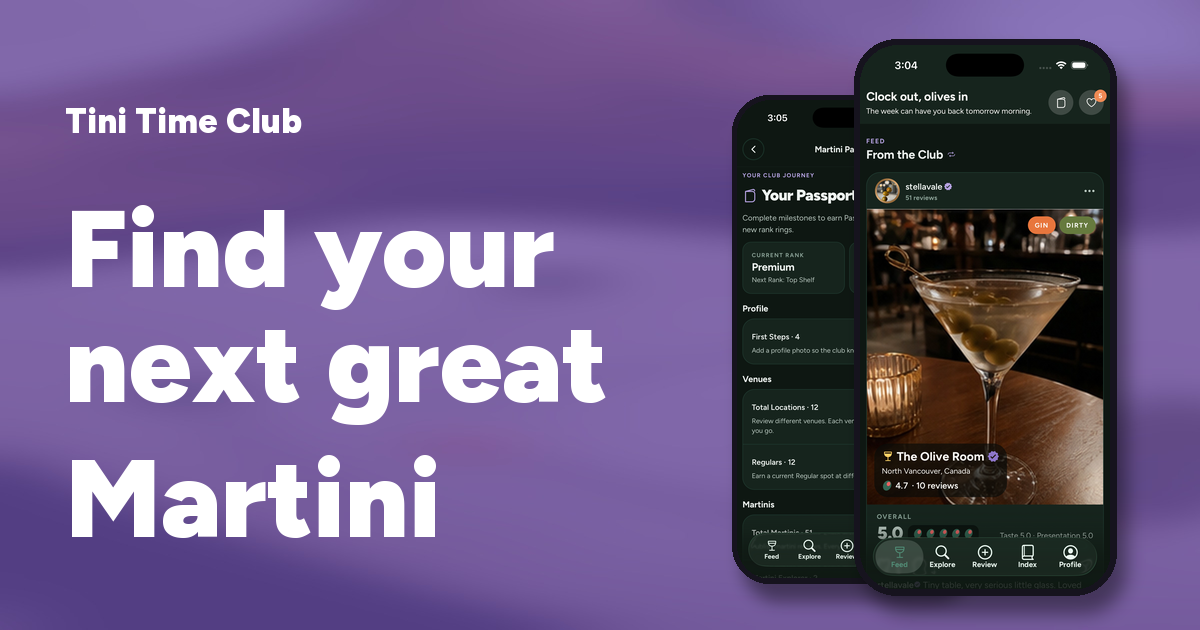 Tini Time Club
Find your
next great
Martini
3:05
Martini Pa
YOUR CLUB JOURNEY
Your Passport
Complete milestones to earn Pas
new rank rings.
CURRENT RANK
Premium
Next Rank: Top Shelf
Profile
First Steps · 4
Add a profile photo so the club kn
Venues
Total Locations · 12
Review different venues. Each ver
you go.
Regulars · 12
Earn a current Regular spot at diff
Martinis
Total Martinis · 51
Feed
Explore
Review
3:04
Clock out, olives in
The week can have you back tomorrow morning.
5
FEED
From the Club
stellavale
51 reviews
GIN
DIRTY
The Olive Room
North Vancouver, Canada
4.7 · 10 reviews
OVERALL
5.0
Taste 5.0 · Presentation 5.0
Feed
Explore
Review
Index
Profile
stellavale® Tiny table, very serious little glass. Loved